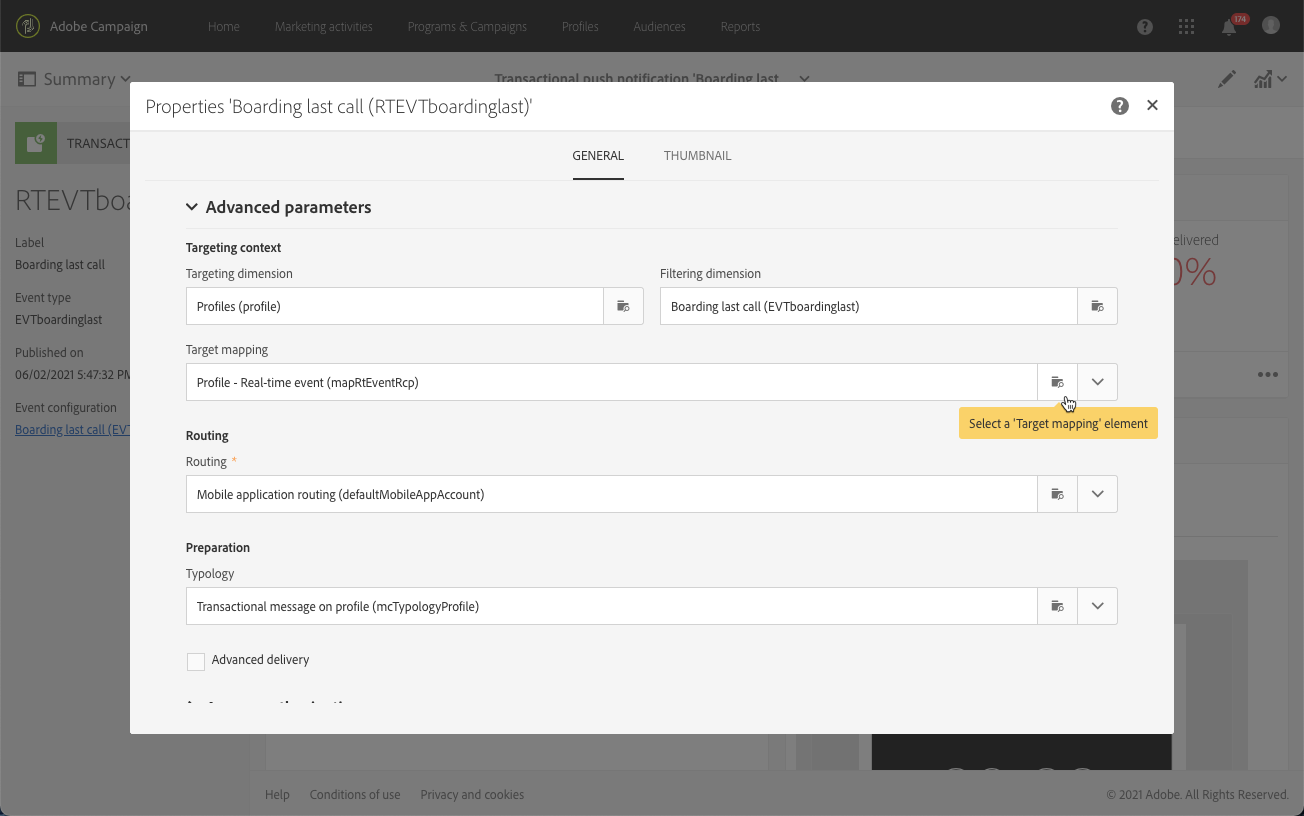 Adobe Campaign Home Marketing activities Programs & Campaigns Profiles Audiences Reports 174
Summary Transactional push notification 'Boarding last
Properties 'Boarding last call (RTEVTboardinglast)'
GENERAL THUMBNAIL
TRANSACT
RTEVTboa
Label
Boarding last call
Event type
EVTboardinglast
Published on
06/02/2021 5:47:32 PM
Event configuration
Boarding last call (EVT
elivered
0%
Advanced parameters
Targeting context
Targeting dimension Filtering dimension
Profiles (profile) Boarding last call (EVTboardinglast)
Target mapping
Profile - Real-time event (mapRtEventRcp)
Select a 'Target mapping' element
Routing
Routing *
Mobile application routing (defaultMobileAppAccount)
Preparation
Typology
Transactional message on profile (mcTypologyProfile)
Advanced delivery
Help Conditions of use Privacy and cookies © 2021 Adobe. All Rights Reserved.